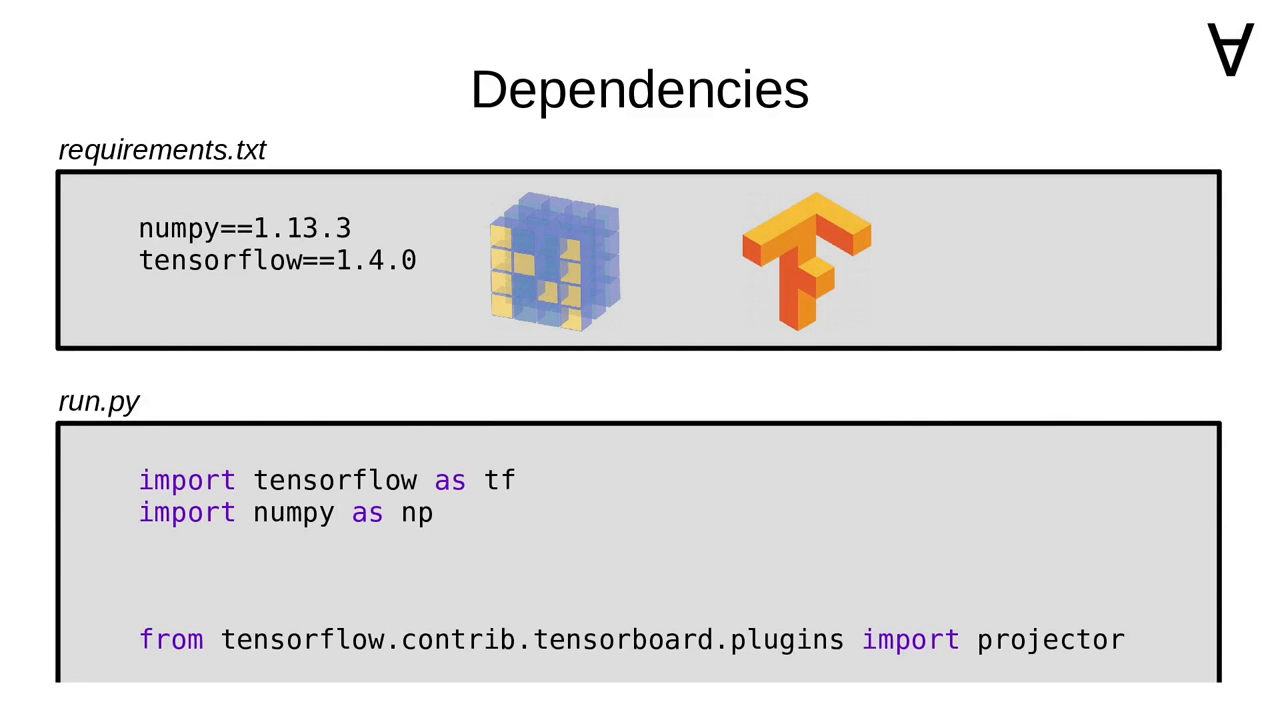 ∀
Dependencies
requirements.txt
numpy==1.13.3
tensorflow==1.4.0
run.py
import tensorflow as tf
import numpy as np
from tensorflow.contrib.tensorboard.plugins import projector